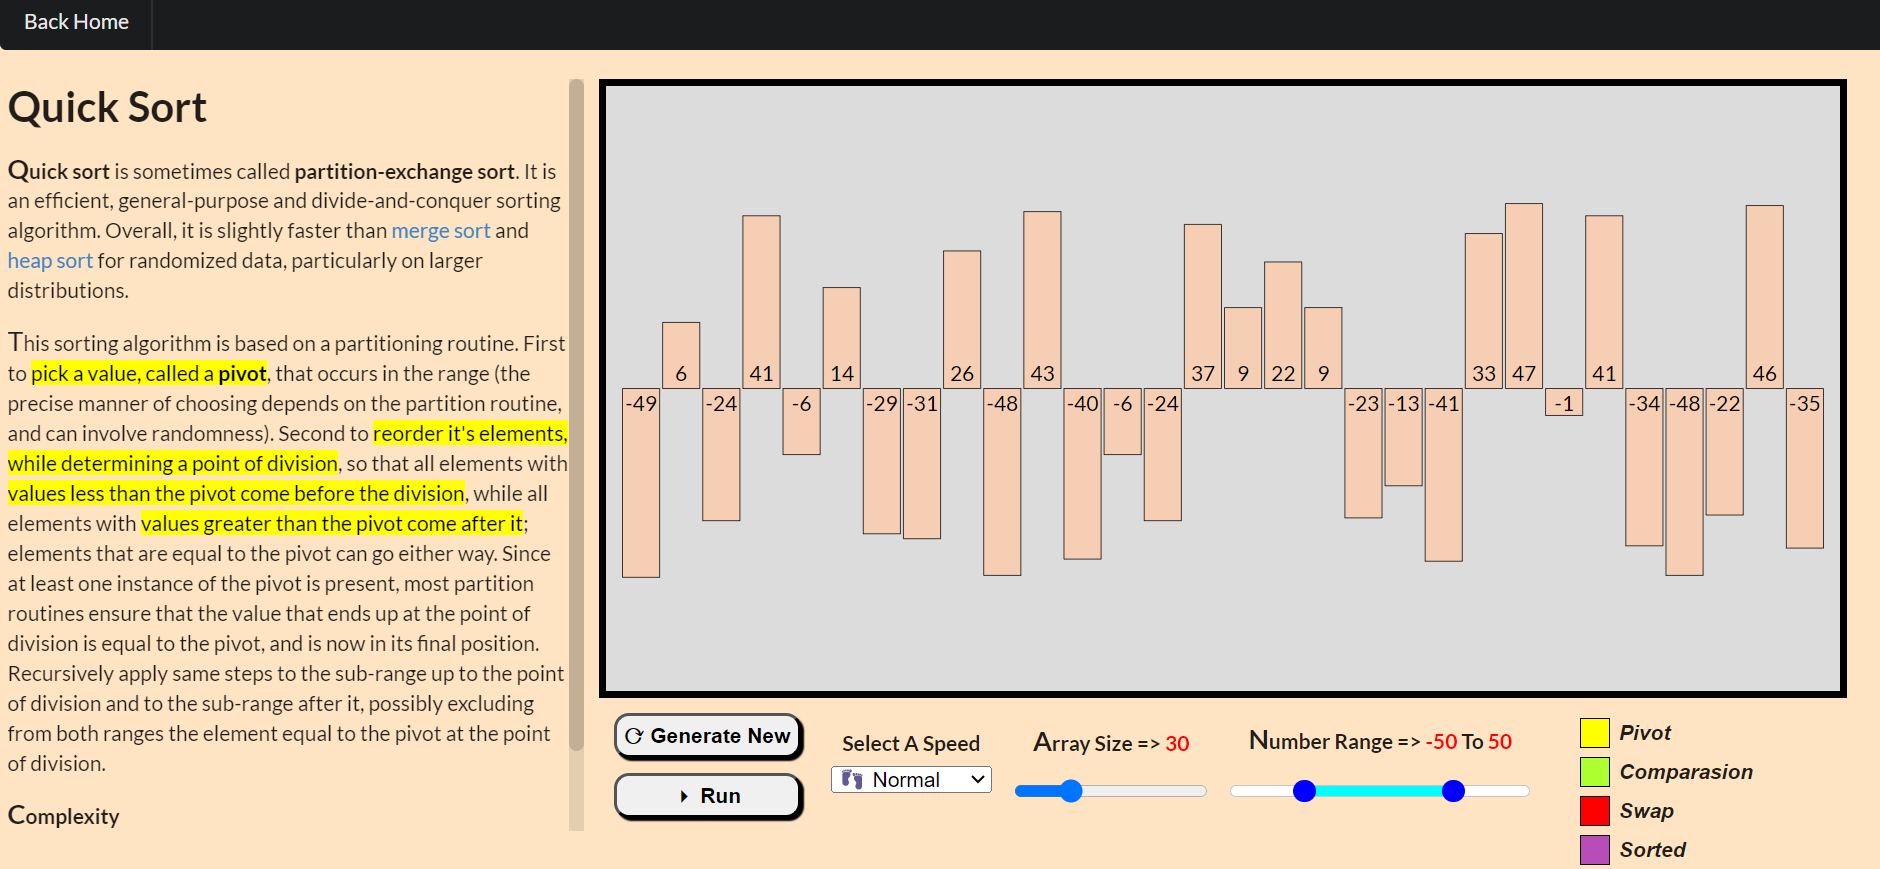 Back Home
Quick Sort
Quick sort is sometimes called partition-exchange sort. It is
an efficient, general-purpose and divide-and-conquer sorting
algorithm. Overall, it is slightly faster than merge sort and
heap sort for randomized data, particularly on larger
distributions.
This sorting algorithm is based on a partitioning routine. First
to pick a value, called a pivot, that occurs in the range (the
precise manner of choosing depends on the partition routine,
and can involve randomness). Second to reorder it's elements,
while determining a point of division, so that all elements with
values less than the pivot come before the division, while all
elements with values greater than the pivot come after it;
elements that are equal to the pivot can go either way. Since
at least one instance of the pivot is present, most partition
routines ensure that the value that ends up at the point of
division is equal to the pivot, and is now in its final position.
Recursively apply same steps to the sub-range up to the point
of division and to the sub-range after it, possibly excluding
from both ranges the element equal to the pivot at the point
of division.
Complexity
6 41 14 26 43 37 9 22 9 33 47 41 46
-49 -24 -6 -29 -31 -48 -40 -6 -24 -23 -13 -41 -1 -34 -48 -22 -35
Generate New
Run
Select A Speed
Normal
Array Size => 30
Number Range => -50 To 50
Pivot
Comparasion
Swap
Sorted